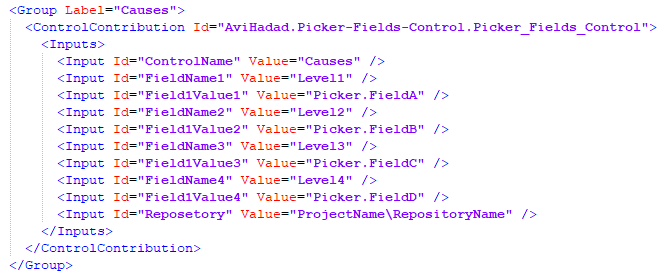 <Group Label="Causes">
<ControlContribution Id="AviHadad.Picker-Fields-Control.Picker_Fields_Control">
<Inputs>
<Input Id="ControlName" Value="Causes" />
<Input Id="FieldName1" Value="Level1" />
<Input Id="Field1Value1" Value="Picker.FieldA" />
<Input Id="FieldName2" Value="Level2" />
<Input Id="Field1Value2" Value="Picker.FieldB" />
<Input Id="FieldName3" Value="Level3" />
<Input Id="Field1Value3" Value="Picker.FieldC" />
<Input Id="FieldName4" Value="Level4" />
<Input Id="Field1Value4" Value="Picker.FieldD" />
<Input Id="Reposetory" Value="ProjectName\RepositoryName" />
</Inputs>
</ControlContribution>
</Group>